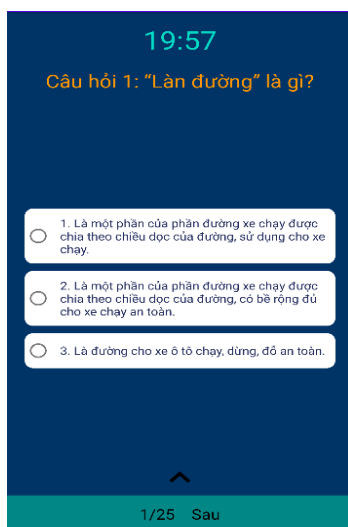 19:57
Câu hỏi 1: “Làn đường” là gì?
1. Là một phần của phần đường xe chạy được
chia theo chiều dọc của đường, sử dụng cho xe
chạy.
2. Là một phần của phần đường xe chạy được
chia theo chiều dọc của đường, có bề rộng đủ
cho xe chạy an toàn.
3. Là đường cho xe ô tô chạy, dừng, đỗ an toàn.
1/25 Sau